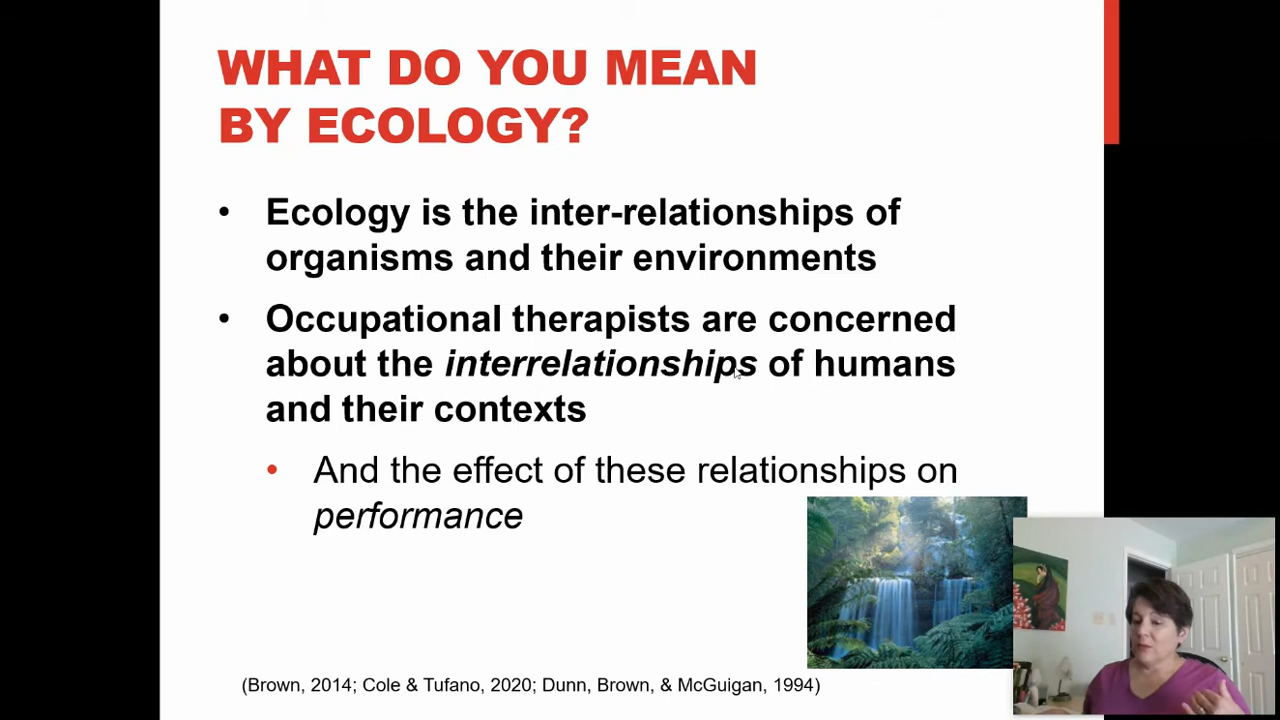 WHAT DO YOU MEAN
BY ECOLOGY?
• Ecology is the inter-relationships of
organisms and their environments
• Occupational therapists are concerned
about the interrelationships of humans
and their contexts
• And the effect of these relationships on
performance
(Brown, 2014; Cole & Tufano, 2020; Dunn, Brown, & McGuigan, 1994)